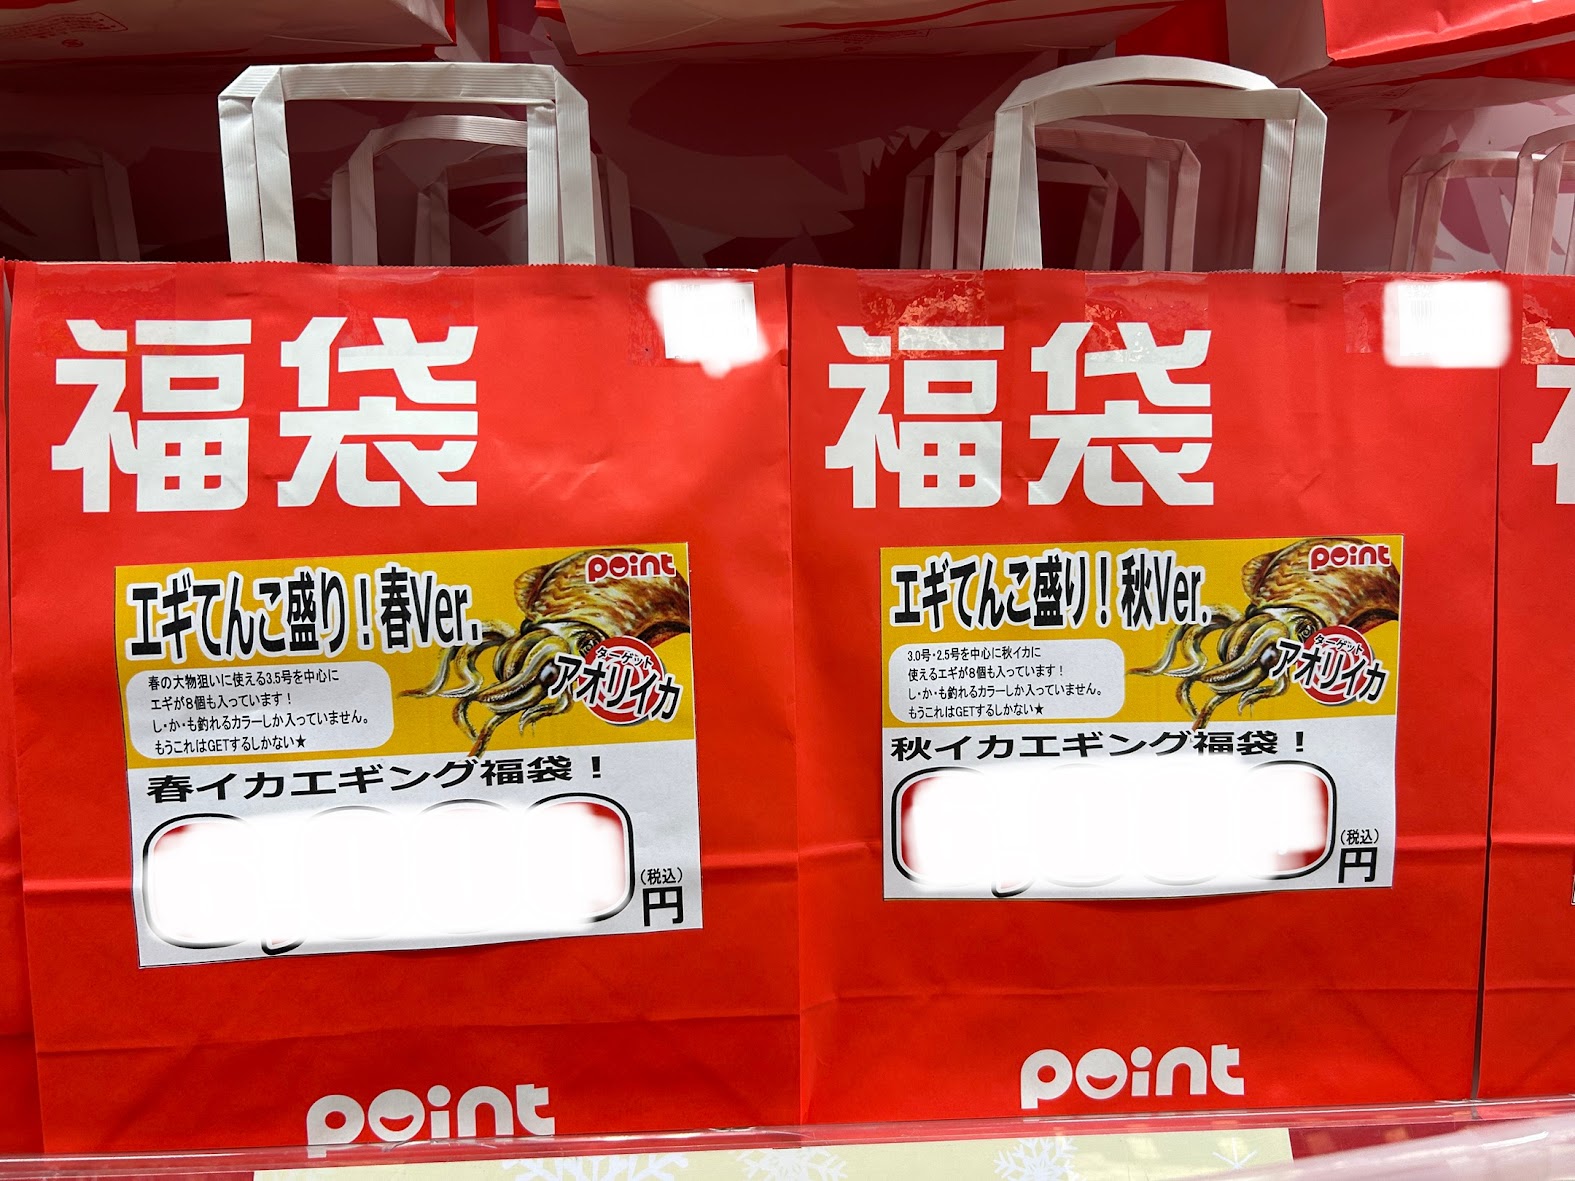 福袋
point
エギてんこ盛り！春Ver.
春の大物狙いに使える3.5号を中心に
エギが8個も入っています！
し・か・も釣れるカラーしか入っていません。
もうこれはGETするしかない★
ターゲット
アオリイカ
春イカエギング福袋！
(税込)
円
point
福袋
point
エギてんこ盛り！秋Ver.
3.0号・2.5号を中心に秋イカに
使えるエギが8個も入っています！
し・か・も釣れるカラーしか入っていません。
もうこれはGETするしかない★
ターゲット
アオリイカ
秋イカエギング福袋！
(税込)
円
point